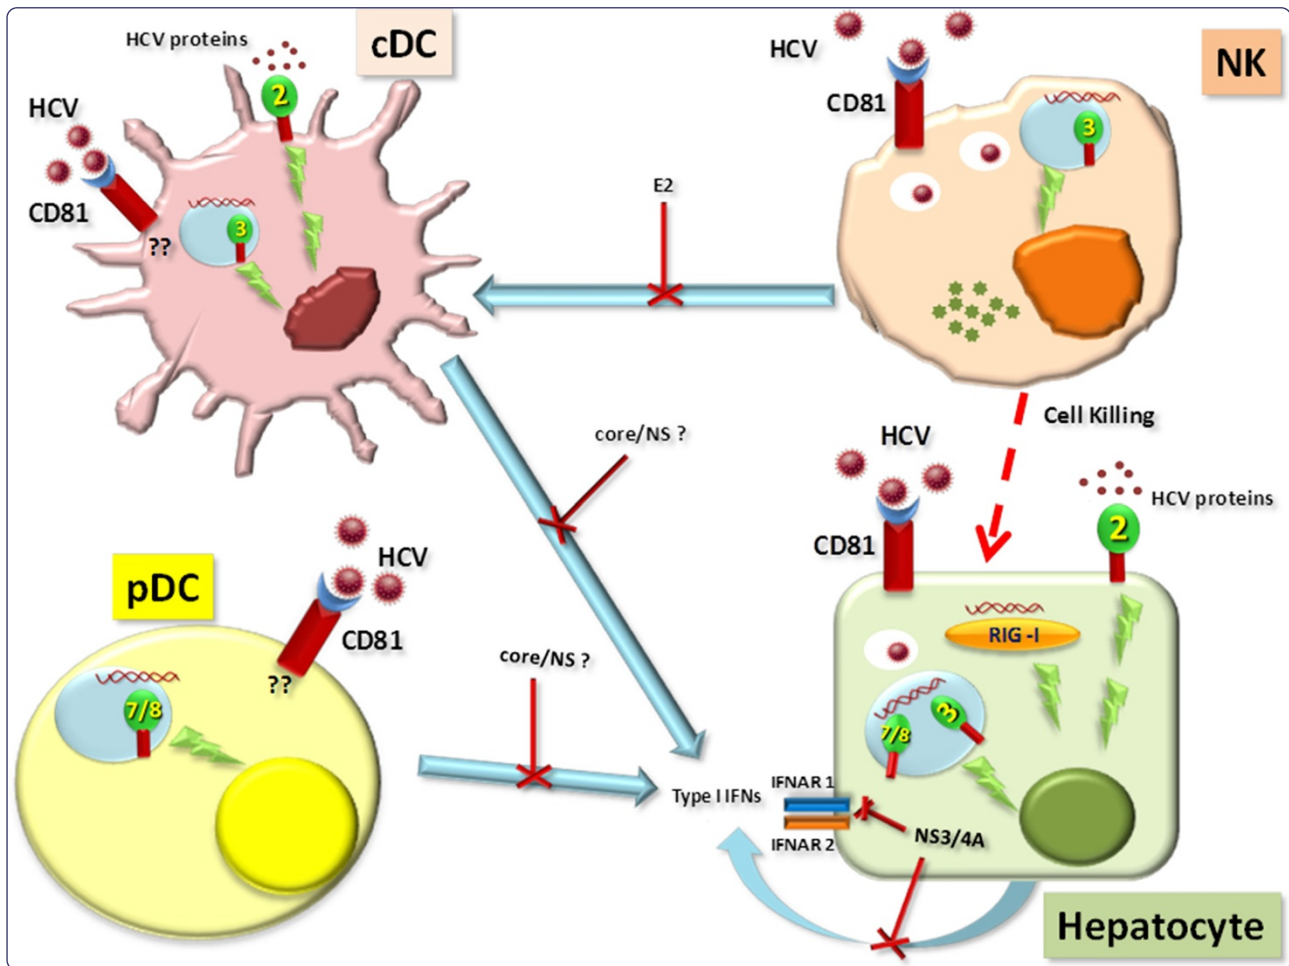 HCV proteins
cDC
2
HCV
CD81
3
??
E2
HCV
NK
CD81
3
Cell Killing
core/NS ?
HCV
CD81
HCV proteins
2
RIG -I
7/8
3
pDC
HCV
CD81
??
7/8
core/NS ?
Type I IFNs
IFNAR 1
IFNAR 2
NS3/4A
Hepatocyte